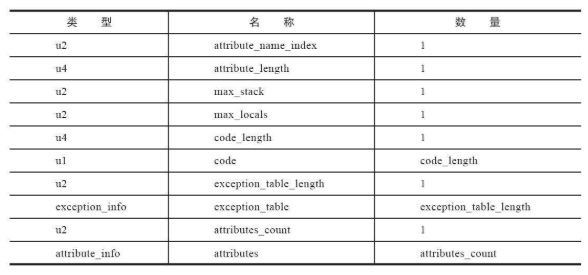 类 型 名 称 数 量
u2 attribute_name_index 1
u4 attribute_length 1
u2 max_stack 1
u2 max_locals 1
u4 code_length 1
u1 code code_length
u2 exception_table_length 1
exception_info exception_table exception_table_length
u2 attributes_count 1
attribute_info attributes attributes_count